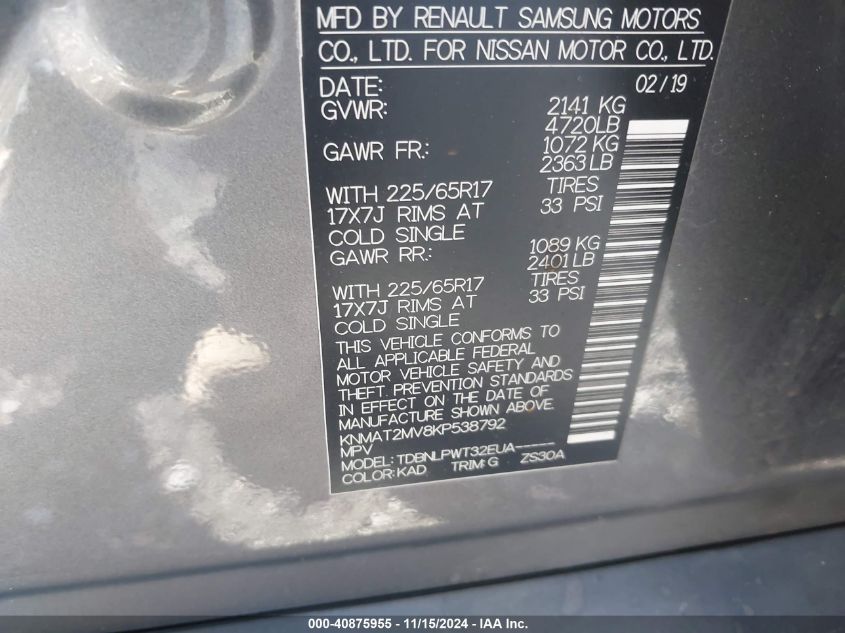 MFD BY RENAULT SAMSUNG MOTORS
CO., LTD. FOR NISSAN MOTOR CO., LTD.
DATE: 02/19
GVWR: 2141 KG
4720LB
GAWR FR.: 1072 KG
2363 LB
WITH 225/65R17 TIRES
17X7J RIMS AT 33 PSI
COLD SINGLE
GAWR RR.: 1089 KG
2401 LB
WITH 225/65R17 TIRES
17X7J RIMS AT 33 PSI
COLD SINGLE
THIS VEHICLE CONFORMS TO
ALL APPLICABLE FEDERAL
MOTOR VEHICLE SAFETY AND
THEFT PREVENTION STANDARDS
IN EFFECT ON THE DATE OF
MANUFACTURE SHOWN ABOVE.
KNMAT2MV8KP538792
MPV
MODEL: TDBNLPWT32EUA-----
COLOR: KAD TRIM: G ZS30A
000-40875955 - 11/15/2024 - IAA Inc.